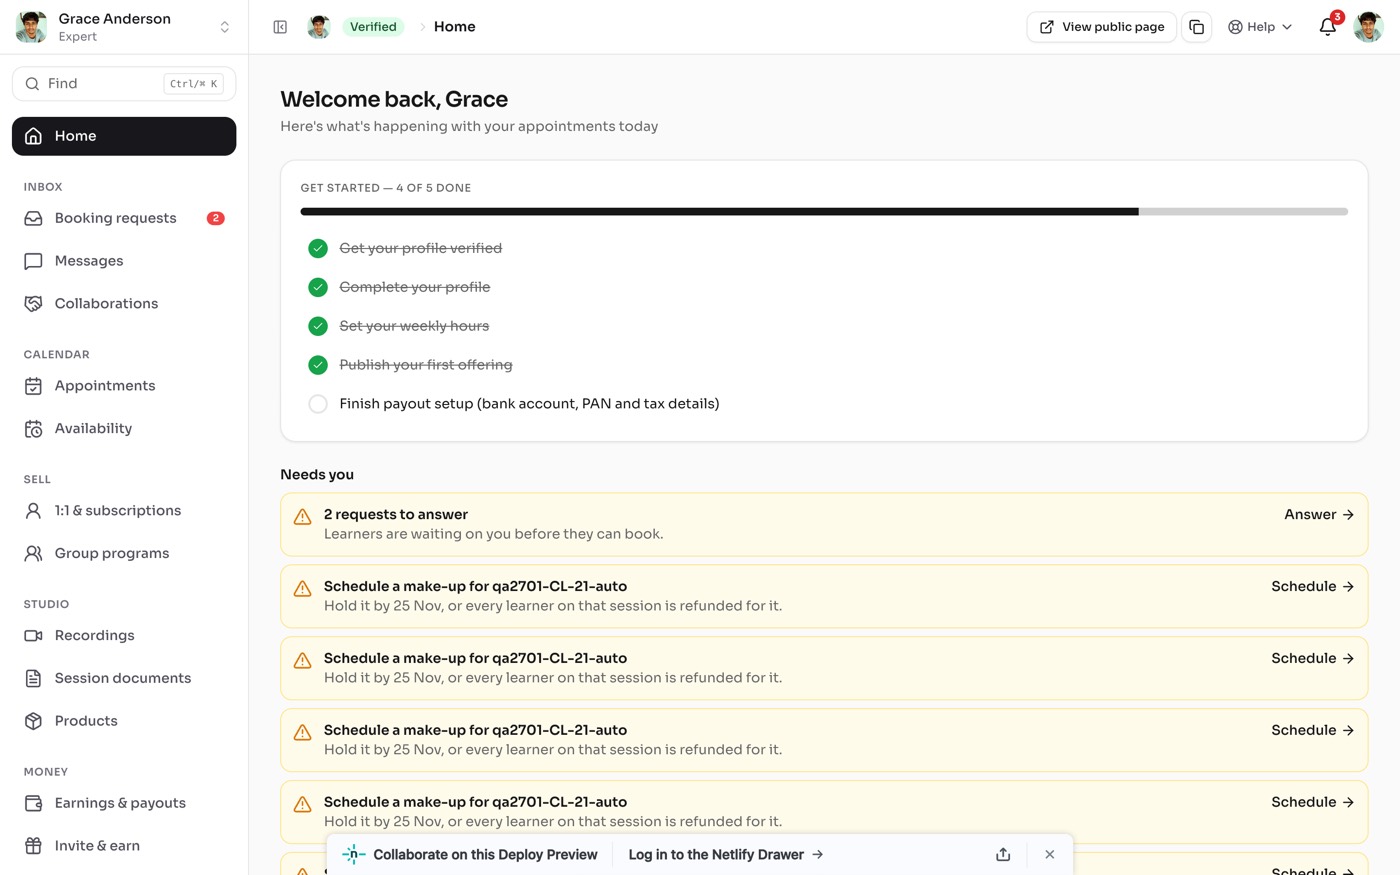 Grace Anderson
Expert
Verified
Home
View public page
Help
3
Find
Ctrl/⌘ K
Home
INBOX
Booking requests
2
Messages
Collaborations
CALENDAR
Appointments
Availability
SELL
1:1 & subscriptions
Group programs
STUDIO
Recordings
Session documents
Products
MONEY
Earnings & payouts
Invite & earn
Welcome back, Grace
Here's what's happening with your appointments today
GET STARTED — 4 OF 5 DONE
Get your profile verified
Complete your profile
Set your weekly hours
Publish your first offering
Finish payout setup (bank account, PAN and tax details)
Needs you
2 requests to answer
Answer →
Learners are waiting on you before they can book.
Schedule a make-up for qa2701-CL-21-auto
Schedule →
Hold it by 25 Nov, or every learner on that session is refunded for it.
Schedule a make-up for qa2701-CL-21-auto
Schedule →
Hold it by 25 Nov, or every learner on that session is refunded for it.
Schedule a make-up for qa2701-CL-21-auto
Schedule →
Hold it by 25 Nov, or every learner on that session is refunded for it.
Schedule a make-up for qa2701-CL-21-auto
Schedule →
Hold it by 25 Nov, or every learner on that session is refunded for it.
Schedule →
Collaborate on this Deploy Preview
Log in to the Netlify Drawer →